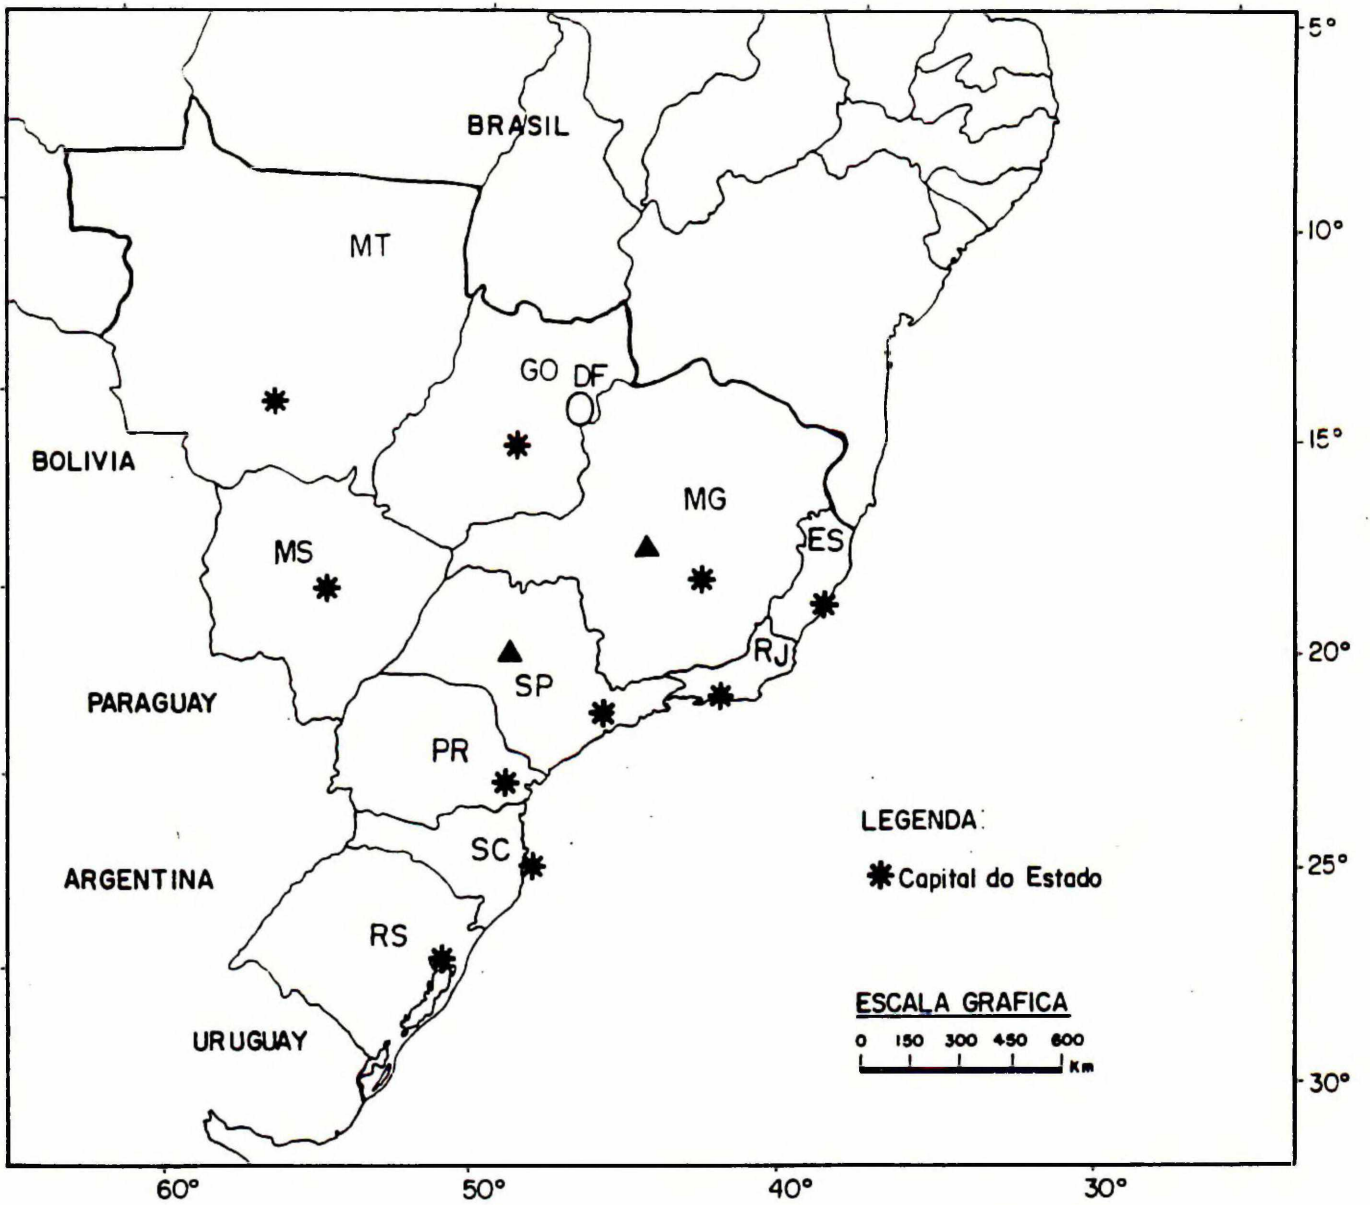 5°
BRASIL
MT
10°
GO DF
15°
BOLIVIA
MG
ES
MS
RJ
20°
SP
PARAGUAY
PR
LEGENDA:
SC
25°
ARGENTINA
Capital do Estado
RS
ESCALA GRAFICA
URUGUAY
0 150 300 450 600
Km
30°
60° 50° 40° 30°